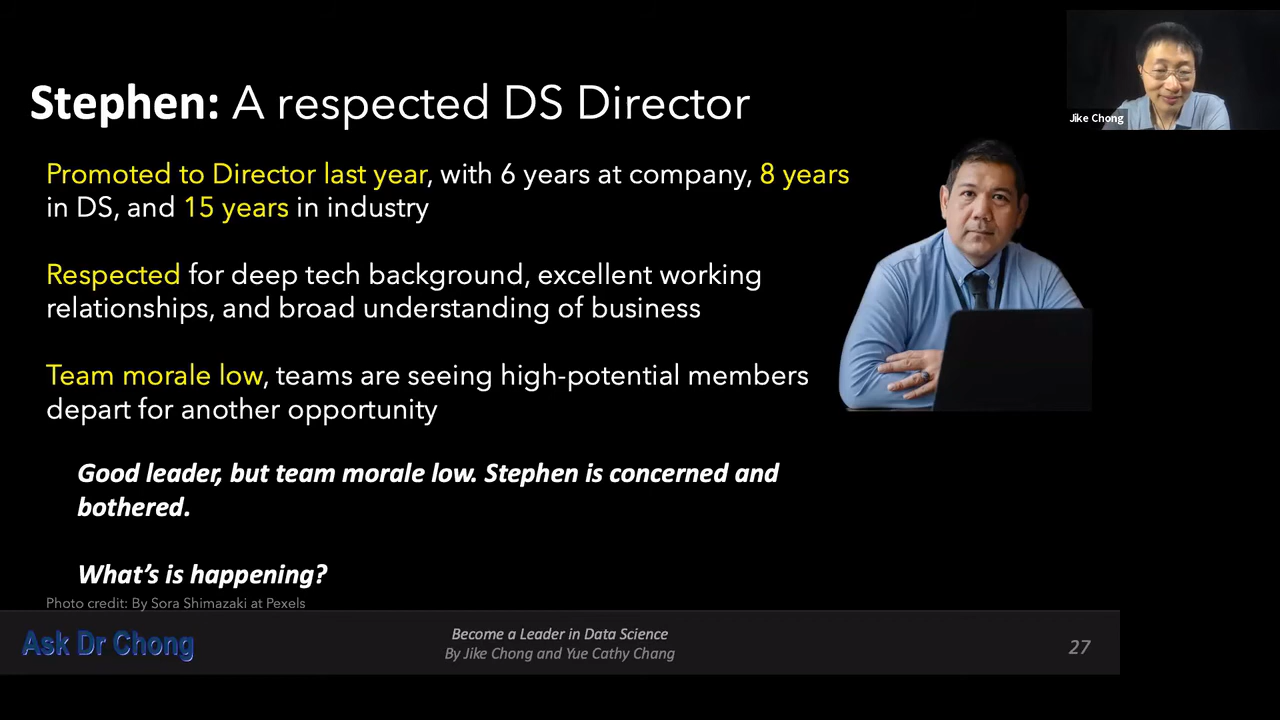 Stephen: A respected DS Director
Jike Chong
Promoted to Director last year, with 6 years at company, 8 years
in DS, and 15 years in industry
Respected for deep tech background, excellent working
relationships, and broad understanding of business
Team morale low, teams are seeing high-potential members
depart for another opportunity
Good leader, but team morale low. Stephen is concerned and
bothered.
What's is happening?
Photo credit: By Sora Shimazaki at Pexels
Ask Dr Chong
Become a Leader in Data Science
By Jike Chong and Yue Cathy Chang
27